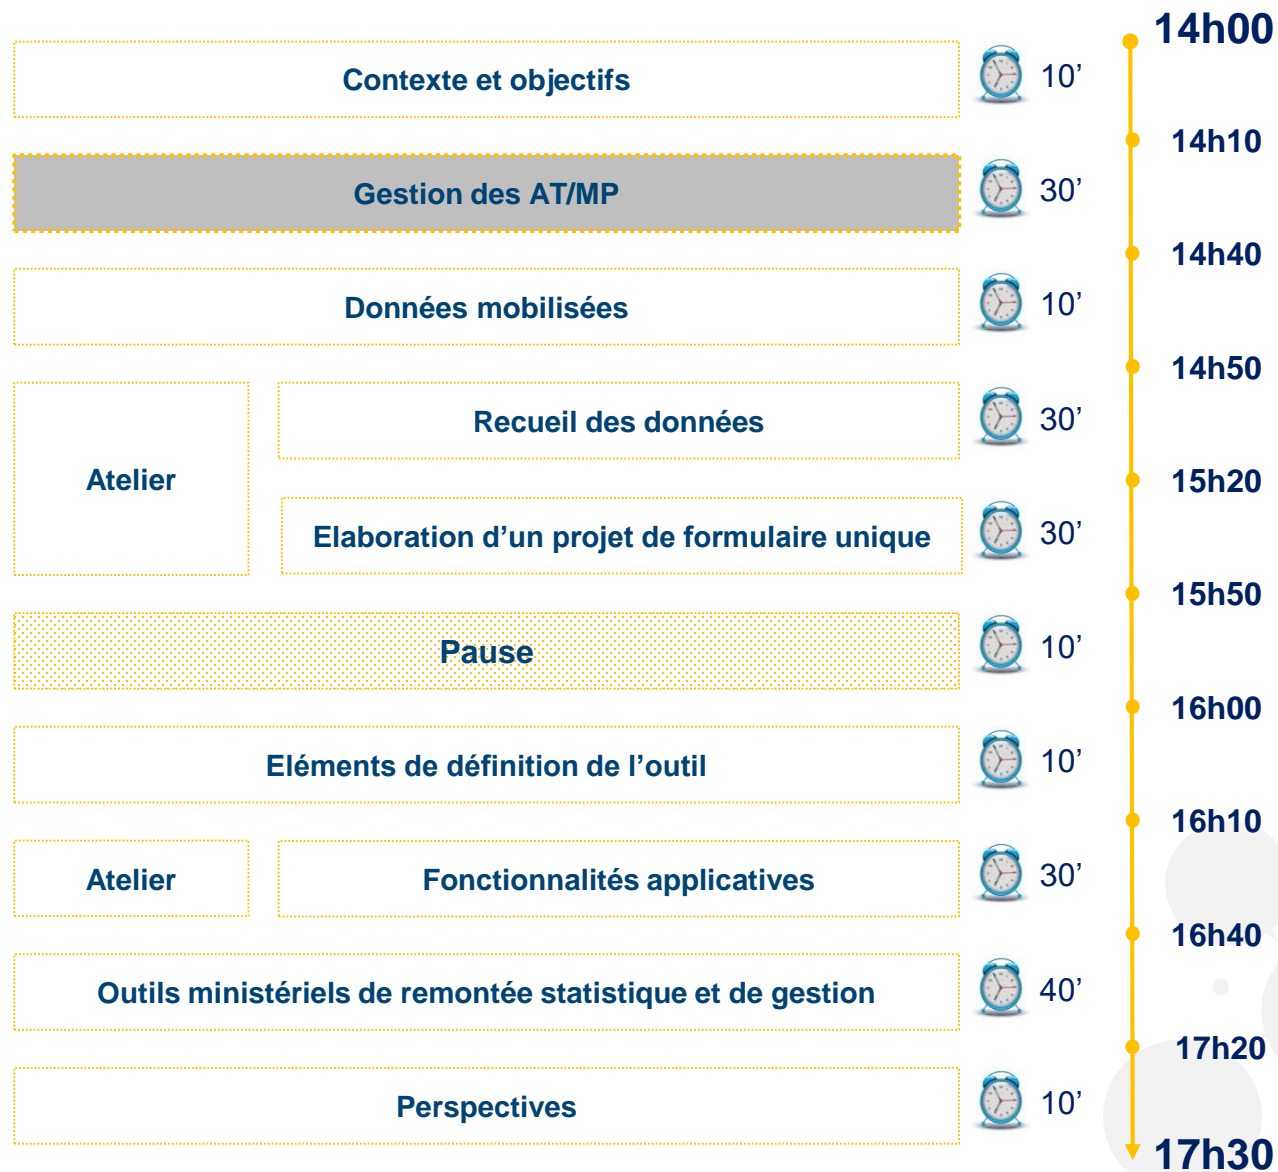 14h00
Contexte et objectifs
10’
14h10
Gestion des AT/MP
30’
14h40
Données mobilisées
10’
14h50
Atelier
Recueil des données
30’
15h20
Elaboration d’un projet de formulaire unique
30’
15h50
Pause
10’
16h00
Eléments de définition de l’outil
10’
16h10
Atelier
Fonctionnalités applicatives
30’
16h40
Outils ministériels de remontée statistique et de gestion
40’
17h20
Perspectives
10’
17h30